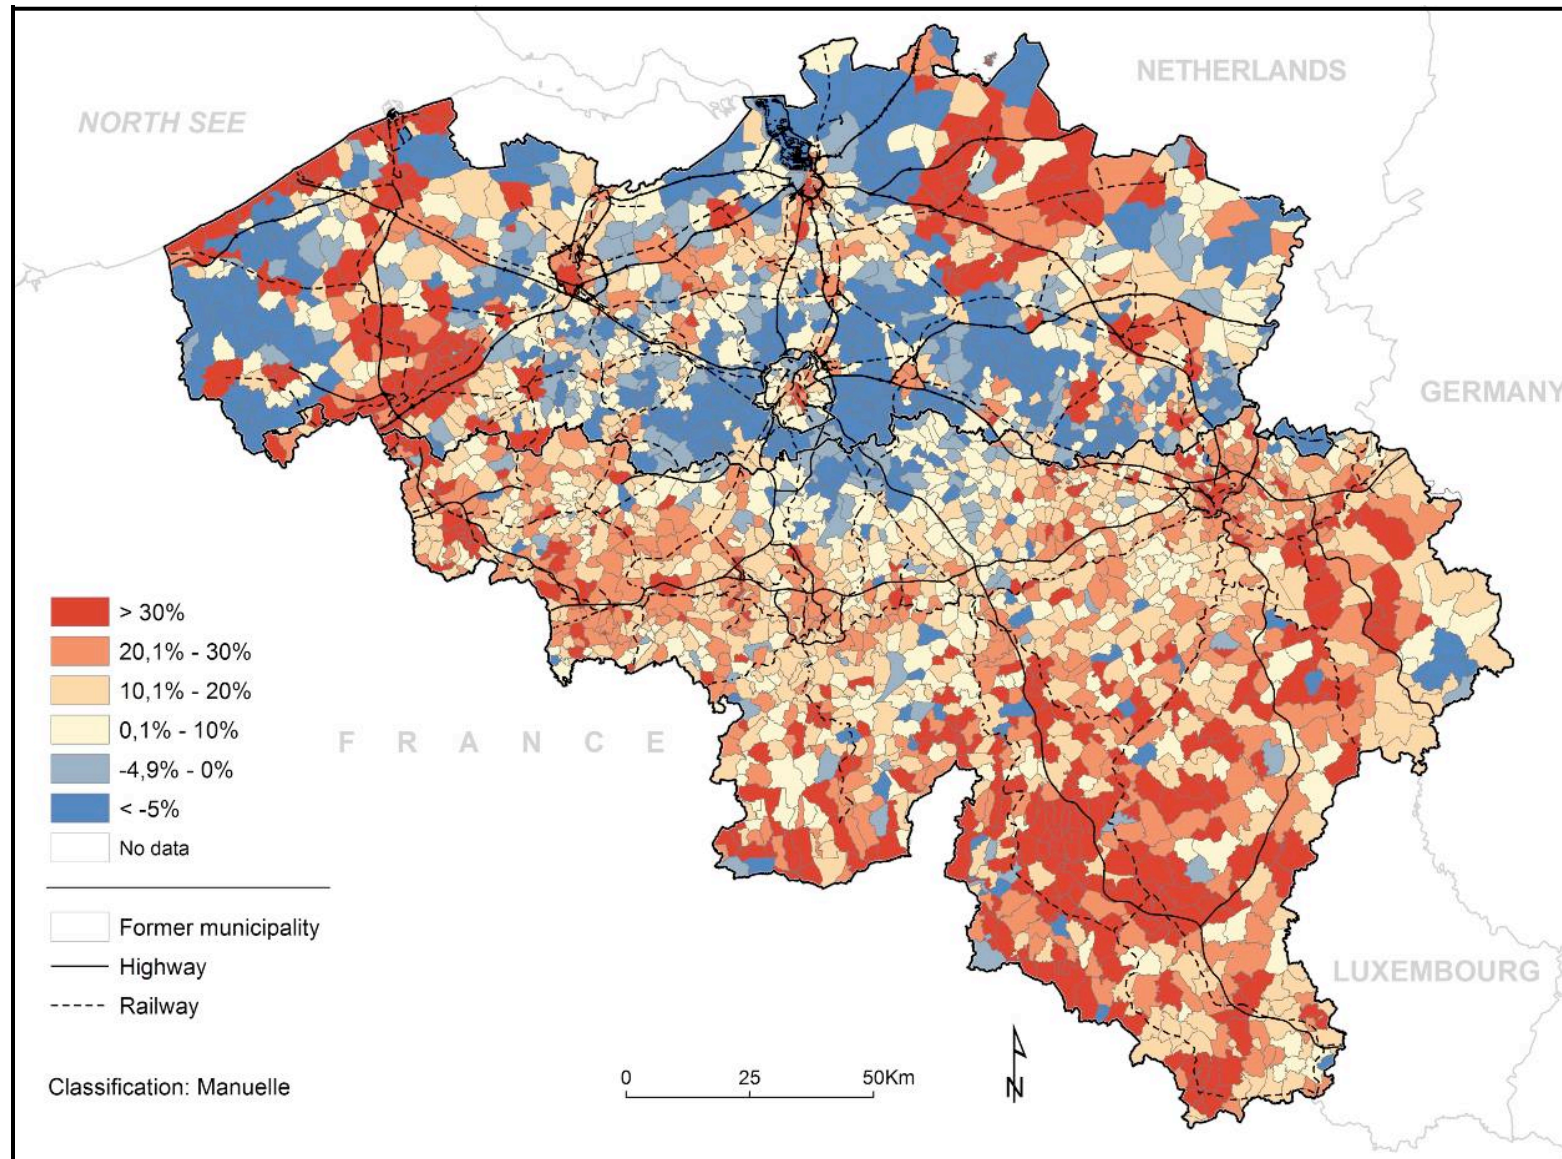 NETHERLANDS
NORTH SEE
GERMANY
> 30%
20,1% - 30%
10,1% - 20%
0,1% - 10%
-4,9% - 0%
< -5%
No data
F R A N C E
Former municipality
Highway
Railway
LUXEMBOURG
Classification: Manuelle
0 25 50Km
N